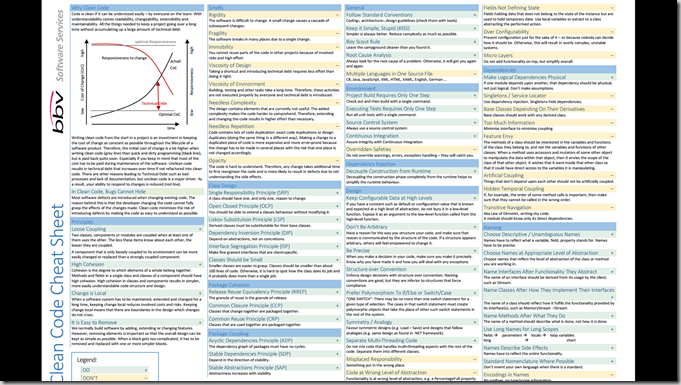 Clean Code Cheat Sheet
bbv Software Services
Why Clean Code
Code is clean if it can be understood easily – by everyone on the team. With
understandability comes readability, changeability, extensibility and
maintainability. All the things needed to keep a project going over a long
time without accumulating up a large amount of technical debt.
optimal Responsiveness
Responsiveness to change
actual
CoC
Cost of Change (CoC)
Responsiveness
high
low
Technical Debt
Optimal CoC
time
Writing clean code from the start in a project is an investment in keeping
the cost of change as constant as possible throughout the lifecycle of a
software product. Therefore, the initial cost of change is a bit higher when
In Clean Code, Bugs Cannot Hide
Most software defects are introduced when changing existing code. The
reason behind this is that the developer changing the code cannot fully
grasp the effects of the changes made. Clean code minimises the risk of
introducing defects by making the code as easy to understand as possible.
Principles
Loose Coupling
Two classes, components or modules are coupled when at least one of
them uses the other. The less these items know about each other, the
looser they are coupled.
A component that is only loosely coupled to its environment can be more
easily changed or replaced than a strongly coupled component.
High Cohesion
Cohesion is the degree to which elements of a whole belong together.
Methods and fields in a single class and classes of a component should have
high cohesion. High cohesion in classes and components results in simpler,
more easily understandable code structure and design.
Change is Local
When a software system has to be maintained, extended and changed for a
long time, keeping change local reduces involved costs and risks. Keeping
change local means that there are boundaries in the design which changes
do not cross.
It is Easy to Remove
We normally build software by adding, extending or changing features.
However, removing elements is important so that the overall design can be
kept as simple as possible. When a block gets too complicated, it has to be
removed and replaced with one or more simpler blocks.
Legend:
DO +
DON'T –
Smells
Rigidity –
The software is difficult to change. A small change causes a cascade of
subsequent changes.
Fragility –
The software breaks in many places due to a single change.
Immobility –
You cannot reuse parts of the code in other projects because of involved
risks and high effort.
Viscosity of Design –
Taking a shortcut and introducing technical debt requires less effort than
doing it right.
Viscosity of Environment –
Building, testing and other tasks take a long time. Therefore, these activities
are not executed properly by everyone and technical debt is introduced.
Needless Complexity –
The design contains elements that are currently not useful. The added
complexity makes the code harder to comprehend. Therefore, extending
and changing the code results in higher effort than necessary.
Needless Repetition –
Code contains lots of code duplication: exact code duplications or design
duplicates (doing the same thing in a different way). Making a change to a
duplicated piece of code is more expensive and more error-prone because
the change has to be made in several places with the risk that one place is
not changed accordingly.
Opacity –
The code is hard to understand. Therefore, any change takes additional time
to first reengineer the code and is more likely to result in defects due to not
understanding the side effects.
Class Design
Single Responsibility Principle (SRP) +
A class should have one, and only one, reason to change.
Open Closed Principle (OCP) +
You should be able to extend a classes behaviour without modifying it.
Liskov Substitution Principle (LSP) +
Derived classes must be substitutable for their base classes.
Dependency Inversion Principle (DIP) +
Depend on abstractions, not on concretions.
Interface Segregation Principle (ISP) +
Make fine grained interfaces that are client-specific.
Classes Should be Small +
Smaller classes are easier to grasp. Classes should be smaller than about
100 lines of code. Otherwise, it is hard to spot how the class does its job and
it probably does more than a single job.
Package Cohesion
Release Reuse Equivalency Principle (RREP) +
The granule of reuse is the granule of release.
Common Closure Principle (CCP) +
Classes that change together are packaged together.
Common Reuse Principle (CRP) +
Classes that are used together are packaged together.
Package Coupling
Acyclic Dependencies Principle (ADP) +
The dependency graph of packages must have no cycles.
Stable Dependencies Principle (SDP) +
Depend in the direction of stability.
Stable Abstractions Principle (SAP) +
Abstractness increases with stability
General
Follow Standard Conventions +
Coding-, architecture-, design-guidelines (check them with tools)
Keep it Simple, Stupid (KISS) +
Simpler is always better. Reduce complexity as much as possible.
Boy Scout Rule +
Leave the campground cleaner than you found it.
Root Cause Analysis +
Always look for the root cause of a problem. Otherwise, it will get you again
and again.
Multiple Languages in One Source File –
C#, Java, JavaScript, XML, HTML, XAML, English, German …
Environment
Project Build Requires Only One Step +
Check out and then build with a single command.
Executing Tests Requires Only One Step +
Run all unit tests with a single command.
Source Control System +
Always use a source control system.
Continuous Integration +
Assure integrity with Continuous Integration
Overridden Safeties –
Do not override warnings, errors, exception handling – they will catch you.
Dependency Injection
Decouple Construction from Runtime +
Decoupling the construction phase completely from the runtime helps to
simplify the runtime behaviour.
Design
Keep Configurable Data at High Levels +
If you have a constant such as default or configuration value that is known
and expected at a high level of abstraction, do not bury it in a low-level
function. Expose it as an argument to the low-level function called from the
high-level function.
Don't Be Arbitrary +
Have a reason for the way you structure your code, and make sure that
reason is communicated by the structure of the code. If a structure appears
arbitrary, others will feel empowered to change it.
Be Precise +
When you make a decision in your code, make sure you make it precisely.
Know why you have made it and how you will deal with any exceptions.
Structure over Convention +
Enforce design decisions with structure over convention. Naming
conventions are good, but they are inferior to structures that force
compliance.
Prefer Polymorphism To If/Else or Switch/Case +
"ONE SWITCH": There may be no more than one switch statement for a
given type of selection. The cases in that switch statement must create
polymorphic objects that take the place of other such switch statements in
the rest of the system.
Symmetry / Analogy +
Favour symmetric designs (e.g. Load – Save) and designs that follow
analogies (e.g. same design as found in .NET framework).
Separate Multi-Threading Code +
Do not mix code that handles multi-threading aspects with the rest of the
code. Separate them into different classes.
Misplaced Responsibility –
Something put in the wrong place.
Code at Wrong Level of Abstraction –
Functionality is at wrong level of abstraction, e.g. a PercentageFull property
Fields Not Defining State –
Fields holding data that does not belong to the state of the instance but are
used to hold temporary data. Use local variables or extract to a class
abstracting the performed action.
Over Configurability –
Prevent configuration just for the sake of it – or because nobody can decide
how it should be. Otherwise, this will result in overly complex, unstable
systems.
Micro Layers –
Do not add functionality on top, but simplify overall.
Dependencies
Make Logical Dependencies Physical +
If one module depends upon another, that dependency should be physical,
not just logical. Don't make assumptions.
Singletons / Service Locator –
Use dependency injection. Singletons hide dependencies.
Base Classes Depending On Their Derivatives –
Base classes should work with any derived class.
Too Much Information –
Minimise interface to minimise coupling
Feature Envy –
The methods of a class should be interested in the variables and functions
of the class they belong to, and not the variables and functions of other
classes. When a method uses accessors and mutators of some other object
to manipulate the data within that object, then it envies the scope of the
class of that other object. It wishes that it were inside that other class so
that it could have direct access to the variables it is manipulating.
Artificial Coupling –
Things that don't depend upon each other should not be artificially coupled.
Hidden Temporal Coupling –
If, for example, the order of some method calls is important, then make
sure that they cannot be called in the wrong order.
Transitive Navigation –
Aka Law of Demeter, writing shy code.
A module should know only its direct dependencies.
Naming
Choose Descriptive / Unambiguous Names +
Names have to reflect what a variable, field, property stands for. Names
have to be precise.
Choose Names at Appropriate Level of Abstraction +
Choose names that reflect the level of abstraction of the class or method
you are working in.
Name Interfaces After Functionality They Abstract +
The name of an interface should be derived from its usage by the client,
such as IStream.
Name Classes After How They Implement Their Interfaces +
The name of a class should reflect how it fulfils the functionality provided by
its interface(s), such as MemoryStream : IStream
Name Methods After What They Do +
The name of a method should describe what is done, not how it is done.
Use Long Names for Long Scopes +
fields → parameters → locals → loop variables
long → short
Names Describe Side Effects +
Names have to reflect the entire functionality.
Standard Nomenclature Where Possible +
Don't invent your own language when there is a standard.
Encodings in Names –